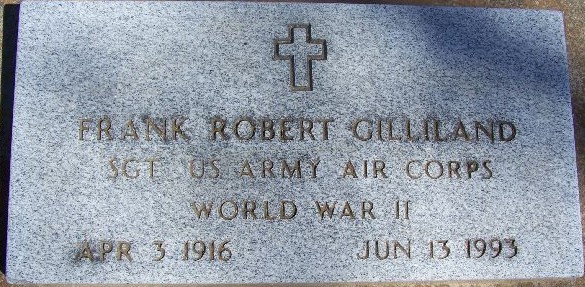 FRANK ROBERT GILLILAND
SGT US ARMY AIR CORPS
WORLD WAR II
APR 3 1916 JUN 13 1993